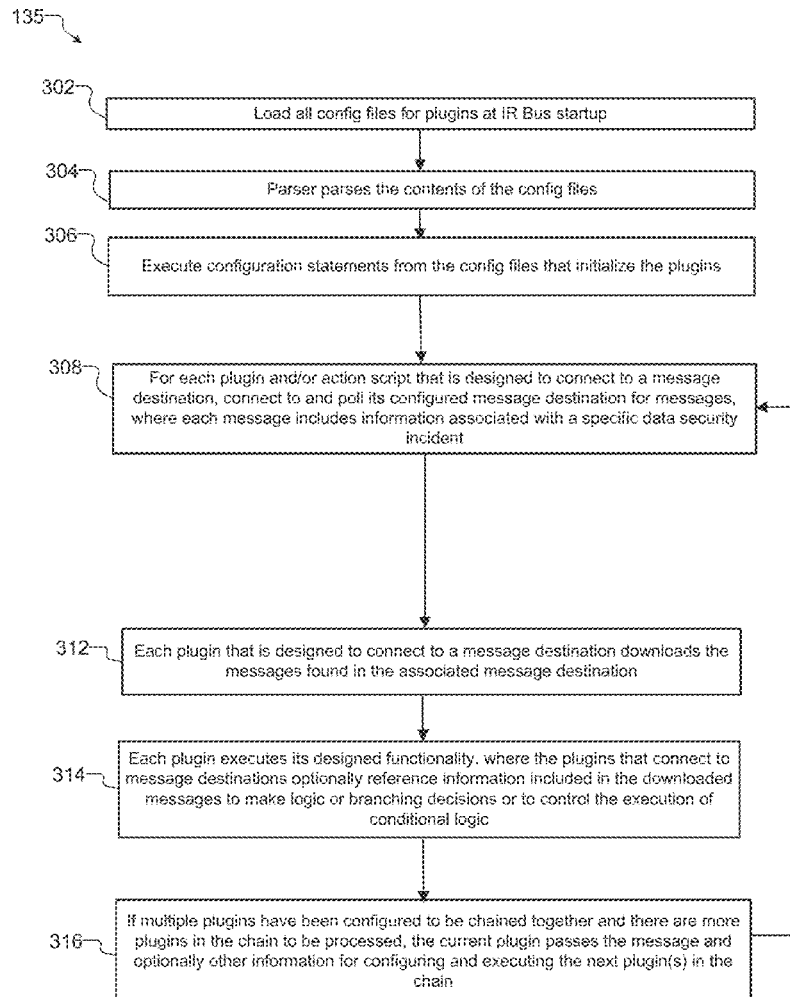 135
302
Load all config files for plugins at IR Bus startup
304
Parser parses the contents of the config files
306
Execute configuration statements from the config files that initialize the plugins
308
For each plugin and/or action script that is designed to connect to a message
destination, connect to and poll its configured message destination for messages,
where each message includes information associated with a specific data security
incident
312
Each plugin that is designed to connect to a message destination downloads the
messages found in the associated message destination
314
Each plugin executes its designed functionality, where the plugins that connect to
message destinations optionally reference information included in the downloaded
messages to make logic or branching decisions or to control the execution of
conditional logic
316
If multiple plugins have been configured to be chained together and there are more
plugins in the chain to be processed, the current plugin passes the message and
optionally other information for configuring and executing the next plugin(s) in the
chain